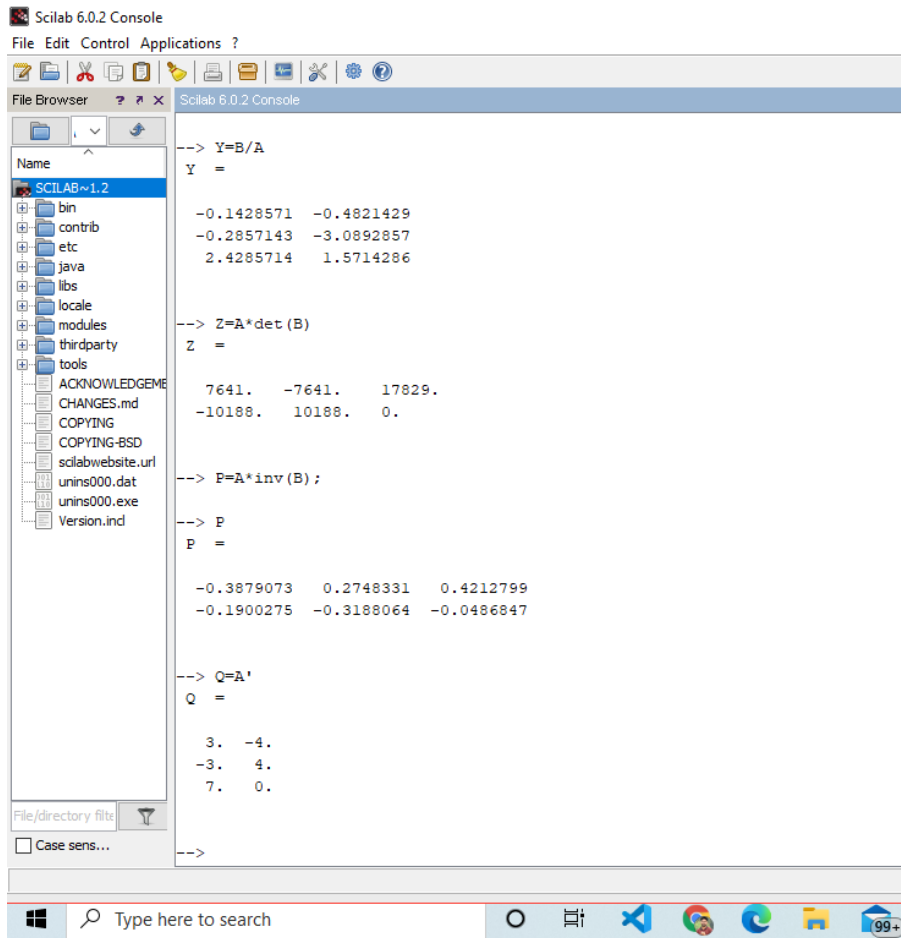 Scilab 6.0.2 Console
File Edit Control Applications ?
File Browser ? X
Scilab 6.0.2 Console
Name
SCILAB~1.2
bin
contrib
etc
java
libs
locale
modules
thirdparty
tools
ACKNOWLEDGEME
CHANGES.md
COPYING
COPYING-BSD
scilabwebsite.url
unins000.dat
unins000.exe
Version.incl
File/directory filte
Case sens...
--> Y=B/A
Y =
-0.1428571 -0.4821429
-0.2857143 -3.0892857
2.4285714 1.5714286
--> Z=A*det(B)
Z =
7641. -7641. 17829.
-10188. 10188. 0.
--> P=A*inv(B);
--> P
P =
-0.3879073 0.2748331 0.4212799
-0.1900275 -0.3188064 -0.0486847
--> Q=A'
Q =
3. -4.
-3. 4.
7. 0.
-->
Type here to search
99+